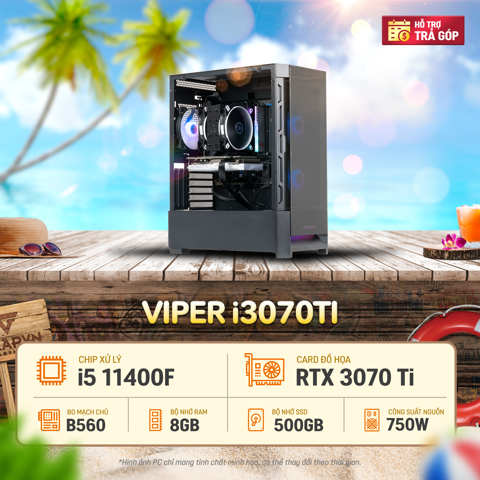 HỖ TRỢ
TRẢ GÓP
VIPER i3070TI
CHIP XỬ LÝ
i5 11400F
CARD ĐỒ HỌA
RTX 3070 Ti
BO MẠCH CHỦ
B560
BỘ NHỚ RAM
8GB
BỘ NHỚ SSD
500GB
CÔNG SUẤT NGUỒN
750W
*Hình ảnh PC chỉ mang tính chất minh họa, có thể thay đổi theo thời gian.